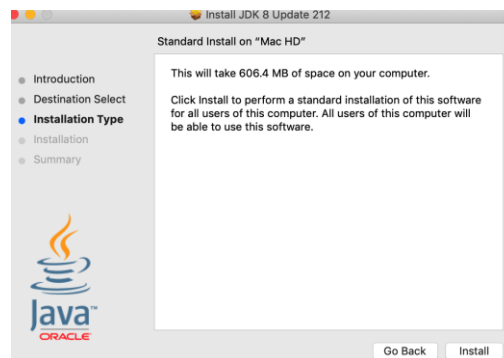 Install JDK 8 Update 212
Standard Install on “Mac HD”
Introduction
Destination Select
Installation Type
Installation
Summary
This will take 606.4 MB of space on your computer.
Click Install to perform a standard installation of this software
for all users of this computer. All users of this computer will
be able to use this software.
Java™
ORACLE
Go Back
Install